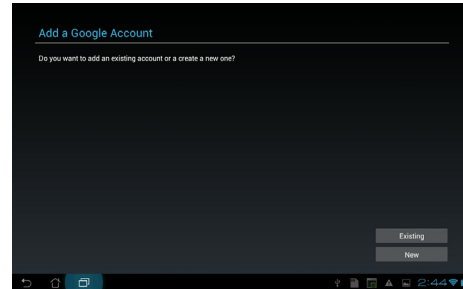 Add a Google Account
Do you want to add an existing account or a create a new one?
Existing
New
2:44